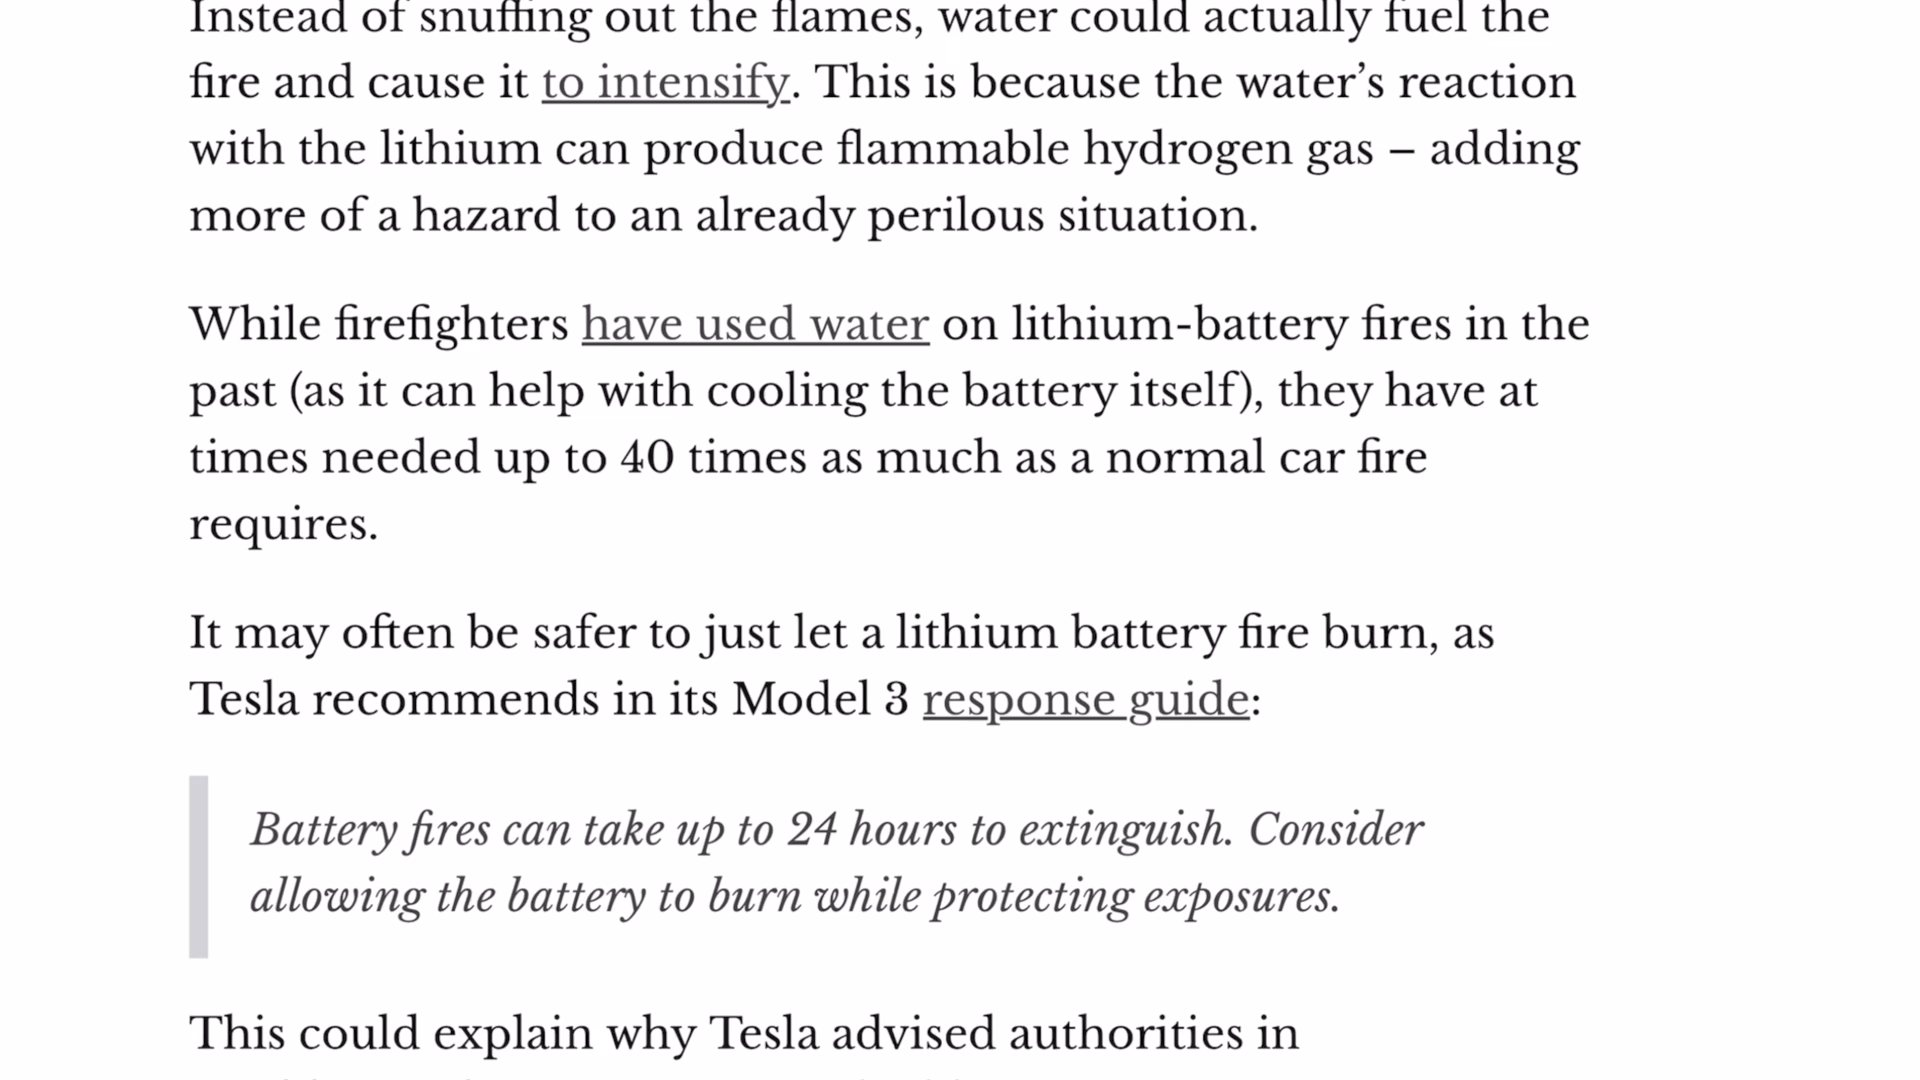 Instead of snuffing out the flames, water could actually fuel the
fire and cause it to intensify. This is because the water’s reaction
with the lithium can produce flammable hydrogen gas – adding
more of a hazard to an already perilous situation.
While firefighters have used water on lithium-battery fires in the
past (as it can help with cooling the battery itself), they have at
times needed up to 40 times as much as a normal car fire
requires.
It may often be safer to just let a lithium battery fire burn, as
Tesla recommends in its Model 3 response guide:
Battery fires can take up to 24 hours to extinguish. Consider
allowing the battery to burn while protecting exposures.
This could explain why Tesla advised authorities in